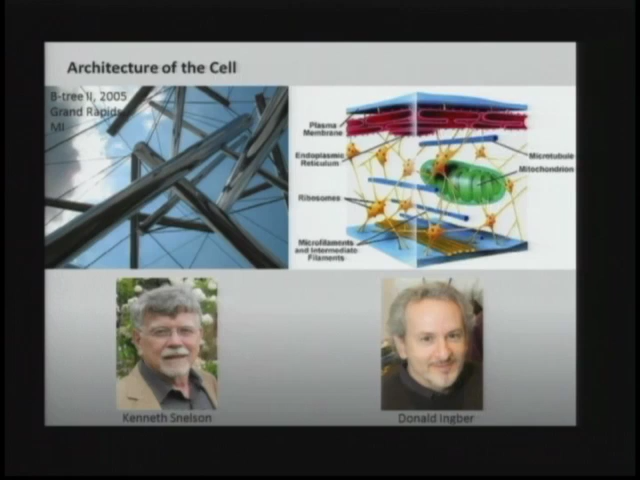 Architecture of the Cell
B-tree II, 2005
Grand Rapids
MI
Plasma
Membrane
Endoplasmic
Reticulum
Ribosomes
Microfilaments
and Intermediate
Filaments
Microtubule
Mitochondrion
Kenneth Snelson
Donald Ingber